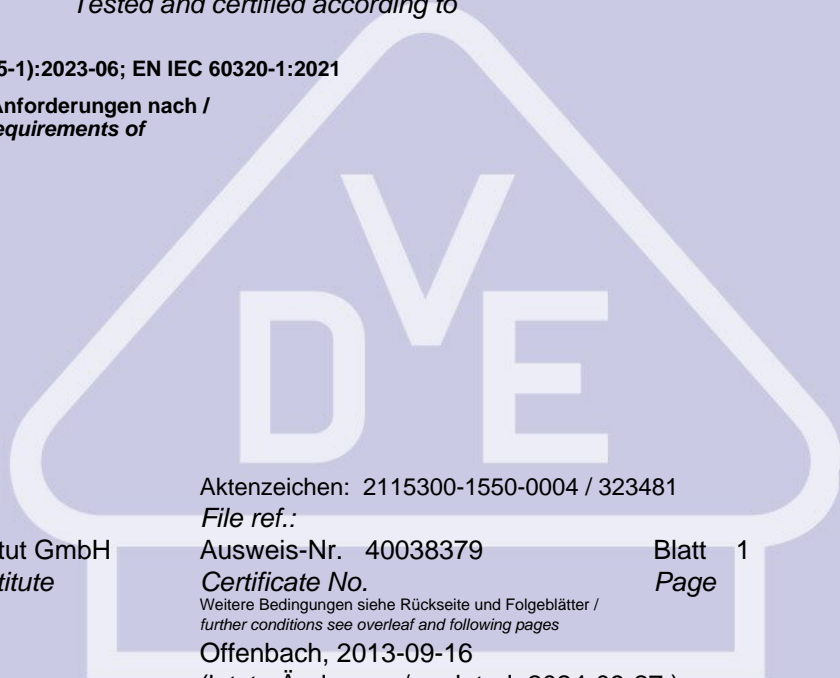 Tested and certified according to
5-1):2023-06; EN IEC 60320-1:2021
Anforderungen nach /
equirements of
VDE
Aktenzeichen: 2115300-1550-0004 / 323481
File ref.:
tut GmbH Ausweis-Nr. 40038379 Blatt 1
titute Certificate No. Page
Weitere Bedingungen siehe Rückseite und Folgeblätter /
further conditions see overleaf and following pages
Offenbach, 2013-09-16